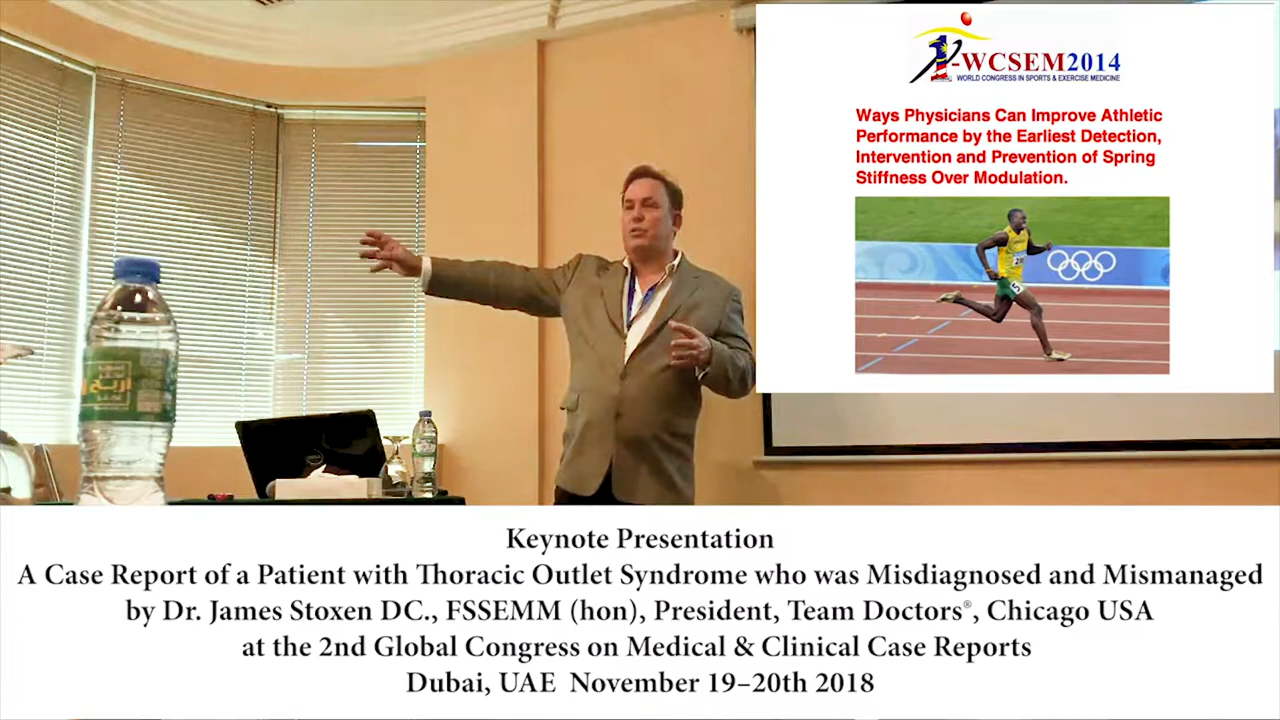 1-WCSEM2014
WORLD CONGRESS IN SPORTS & EXERCISE MEDICINE
Ways Physicians Can Improve Athletic
Performance by the Earliest Detection,
Intervention and Prevention of Spring
Stiffness Over Modulation.
Keynote Presentation
A Case Report of a Patient with Thoracic Outlet Syndrome who was Misdiagnosed and Mismanaged
by Dr. James Stoxen DC., FSSEMM (hon), President, Team Doctors®, Chicago USA
at the 2nd Global Congress on Medical & Clinical Case Reports
Dubai, UAE November 19–20th 2018